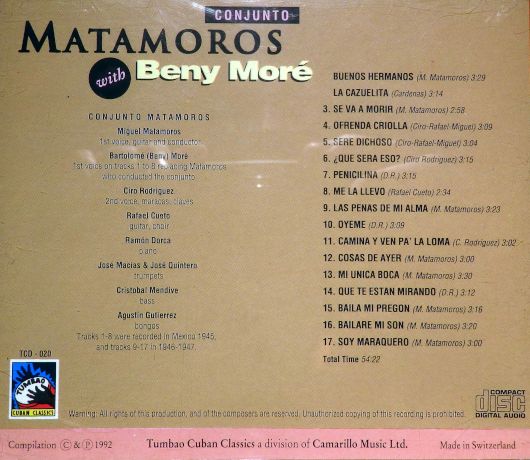 CONJUNTO
MATAMOROS
with Beny Moré
CONJUNTO MATAMOROS
Miguel Matamoros
1st voice, guitar and conductor
Bartolomé (Beny) Moré
1st voice on tracks 1 to 8 replacing Matamoros
who conducted the conjunto
Ciro Rodríguez
2nd voice, maracas, claves
Rafael Cueto
guitar, choir
Ramón Dorca
piano
José Macías & José Quintero
trumpets
Cristobal Mendive
bass
Agustín Gutierrez
bongos
Tracks 1-8 were recorded in Mexico 1945,
and tracks 9-17 in 1946-1947.
BUENOS HERMANOS (M. Matamoros) 3:29
LA CAZUELITA (Cardenas) 3:14
3. SE VA A MORIR (M. Matamoros) 2:58
4. OFRENDA CRIOLLA (Ciro-Rafael-Miguel) 3:09
5. SERE DICHOSO (Ciro-Rafael-Miguel) 3:04
6. ¿QUE SERA ESO? (Ciro Rodríguez) 3:15
7. PENICILINA (D.R.) 3:15
8. ME LLEVO (Rafael Cueto) 2:34
9. LAS PENAS DE MI ALMA (M. Matamoros) 3:23
10. OYEME (D.R.) 3:09
11. CAMINA Y VEN PA' LA LOMA (C. Rodríguez) 3:02
12. COSAS DE AYER (M. Matamoros) 3:00
13. MI UNICA BOCA (M. Matamoros) 3:30
14. QUE TE ESTAN MIRANDO (D.R.) 3:12
15. BAILA MI PREGON (M. Matamoros) 3:16
16. BAILARE MI SON (M. Matamoros) 3:20
17. SOY MARAQUERO (M. Matamoros) 3:00
Total Time 54:22
TCD - 020
TUMBAO
CUBAN CLASSICS
COMPACT
disc
DIGITAL AUDIO
Warning: All rights of this production, and of the composers are reserved. Unauthorized copying of this recording is prohibited.
Compilation Ⓒ & Ⓟ 1992
Tumbao Cuban Classics a division of Camarillo Music Ltd.
Made in Switzerland